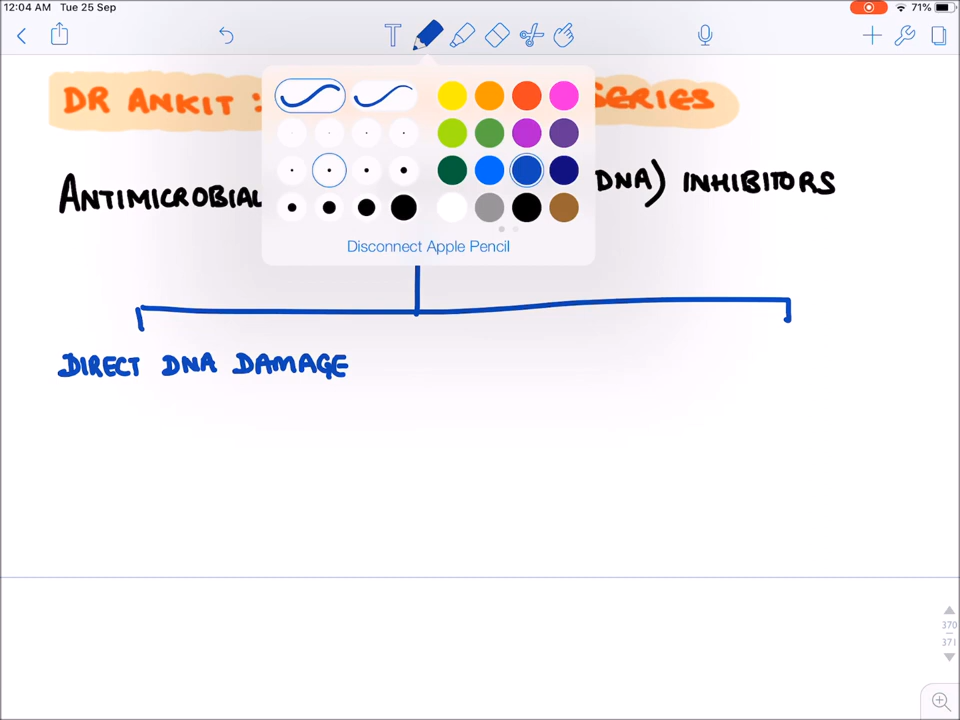 12:04 AM Tue 25 Sep 71%
T
DR ANKIT : SERIES
ANTIMICROBIAL DNA) INHIBITORS
Disconnect Apple Pencil
DIRECT DNA DAMAGE
370
371